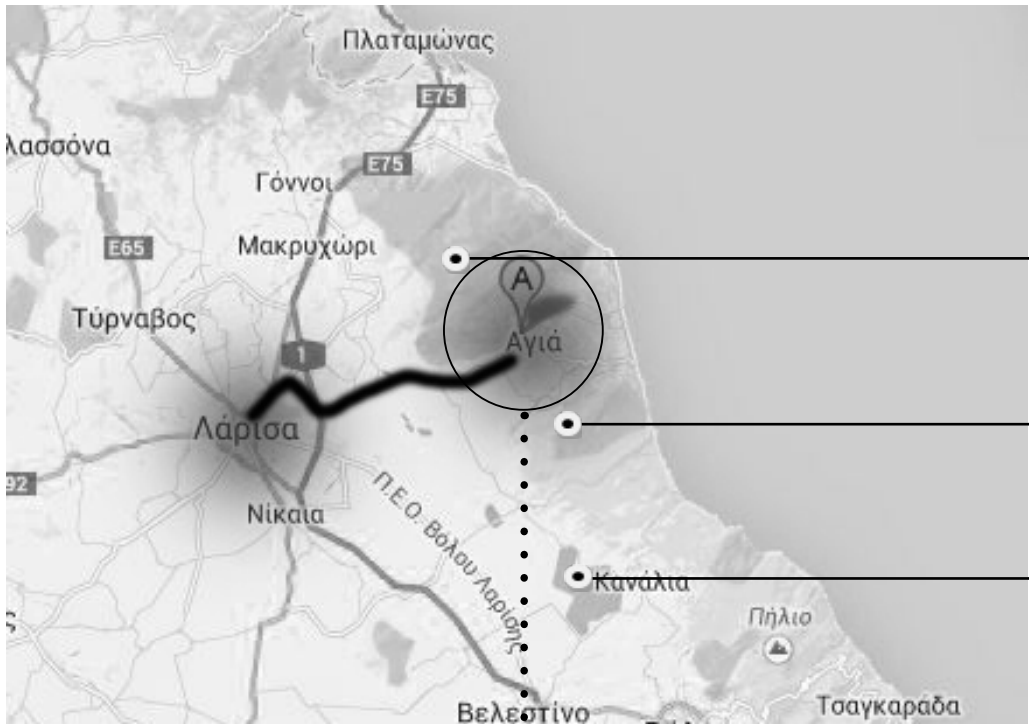 Πλαταμώνας
E75
λασσόνα
E75
Γόννοι
E65
Μακρυχώρι
A
Τύρναβος
Αγιά
1
Λάρισα
92
Νίκαια
Π.Ε.Ο. Βόλου Λαρίσης
Κανάλια
ς
Πήλιο
Τσαγκαράδα
Βελεστίνο